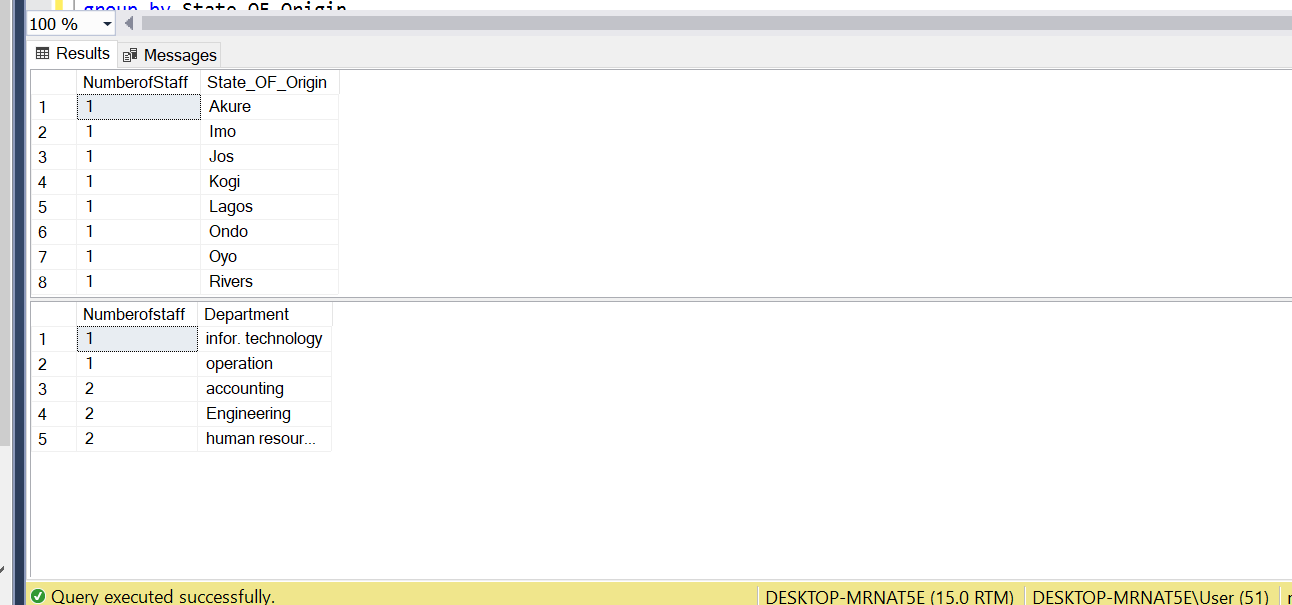 group by State_OF_Origin
100 %
Results Messages
NumberofStaff State_OF_Origin
1 1 Akure
2 1 Imo
3 1 Jos
4 1 Kogi
5 1 Lagos
6 1 Ondo
7 1 Oyo
8 1 Rivers
Numberofstaff Department
1 1 infor. technology
2 1 operation
3 2 accounting
4 2 Engineering
5 2 human resour...
Query executed successfully. DESKTOP-MRNAT5E (15.0 RTM) DESKTOP-MRNAT5E\User (51)